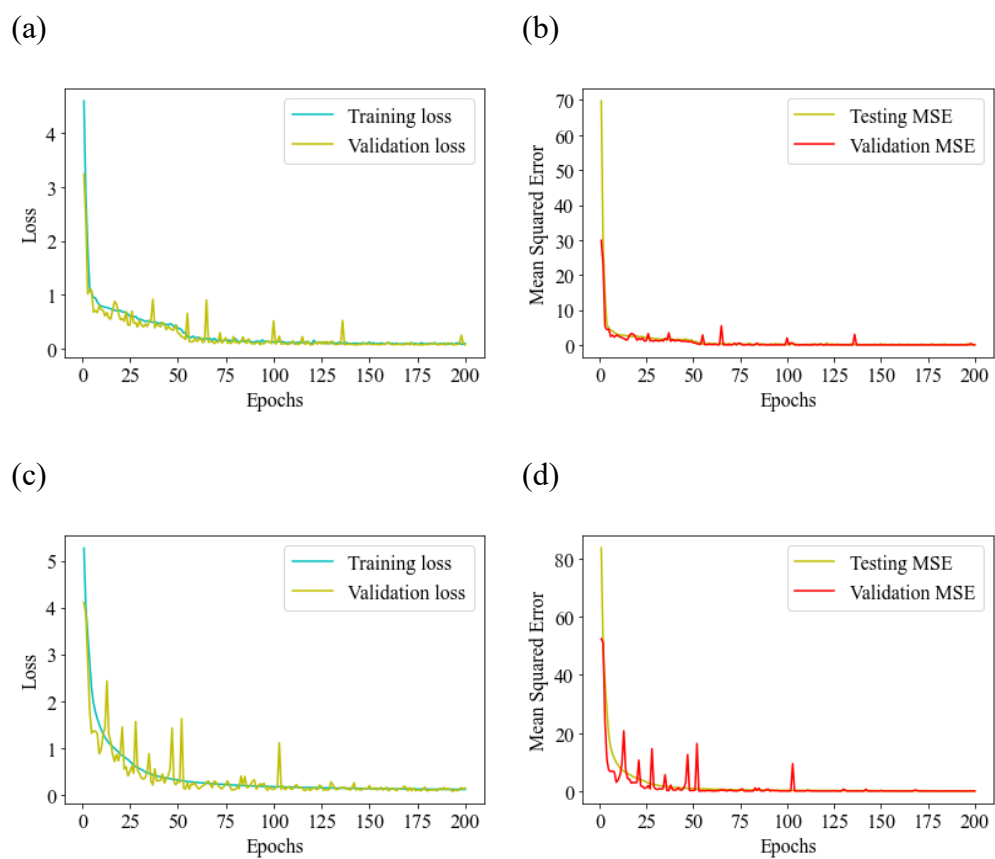 (a)
(b)
Training loss
Validation loss
Loss
4
3
2
1
0
0 25 50 75 100 125 150 175 200
Epochs
Testing MSE
Validation MSE
Mean Squared Error
70
60
50
40
30
20
10
0
0 25 50 75 100 125 150 175 200
Epochs
(c)
(d)
Training loss
Validation loss
Loss
5
4
3
2
1
0
0 25 50 75 100 125 150 175 200
Epochs
Testing MSE
Validation MSE
Mean Squared Error
80
60
40
20
0
0 25 50 75 100 125 150 175 200
Epochs